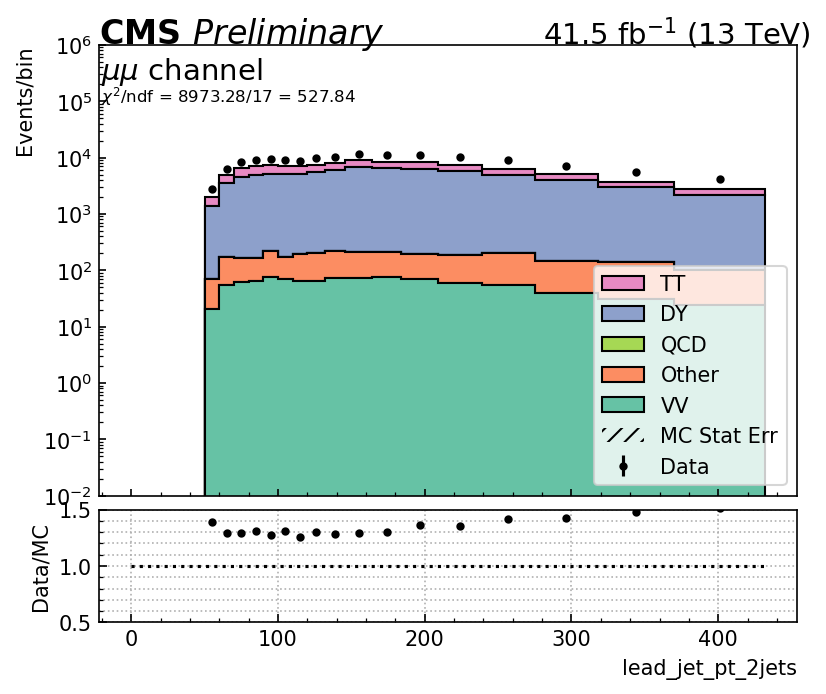 CMS Preliminary 41.5 fb⁻¹ (13 TeV)
μμ channel
χ²/ndf = 8973.28/17 = 527.84
Events/bin
10⁶
10⁵
10⁴
10³
10²
10¹
10⁰
10⁻¹
10⁻²
TT
DY
QCD
Other
VV
MC Stat Err
Data
Data/MC
1.5
1.0
0.5
0 100 200 300 400
lead_jet_pt_2jets